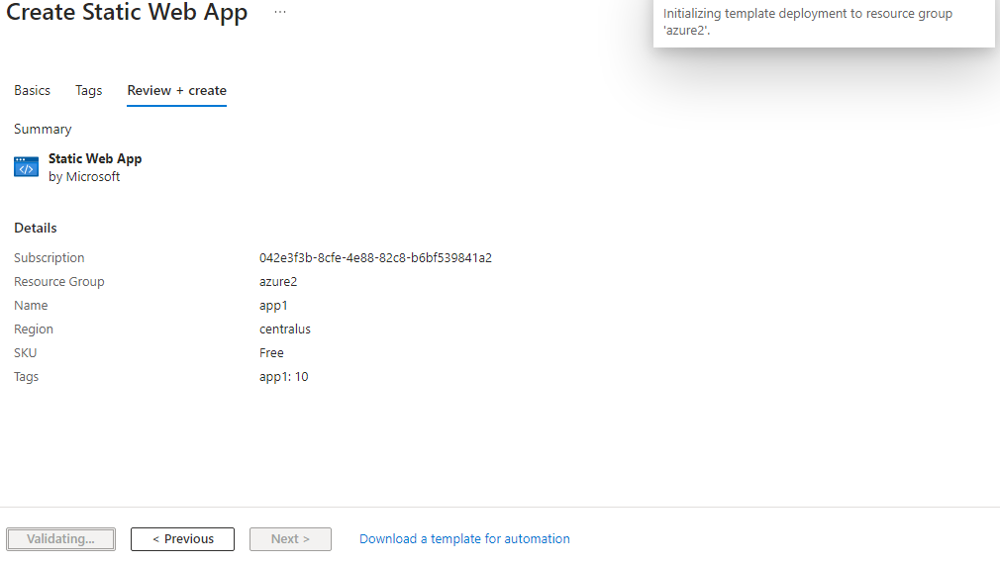 Create Static Web App
...
Initializing template deployment to resource group
'azure2'.
Basics
Tags
Review + create
Summary
Static Web App
by Microsoft
Details
Subscription 042e3f3b-8cfe-4e88-82c8-b6bf539841a2
Resource Group azure2
Name app1
Region centralus
SKU Free
Tags app1: 10
Validating...
< Previous
Next >
Download a template for automation